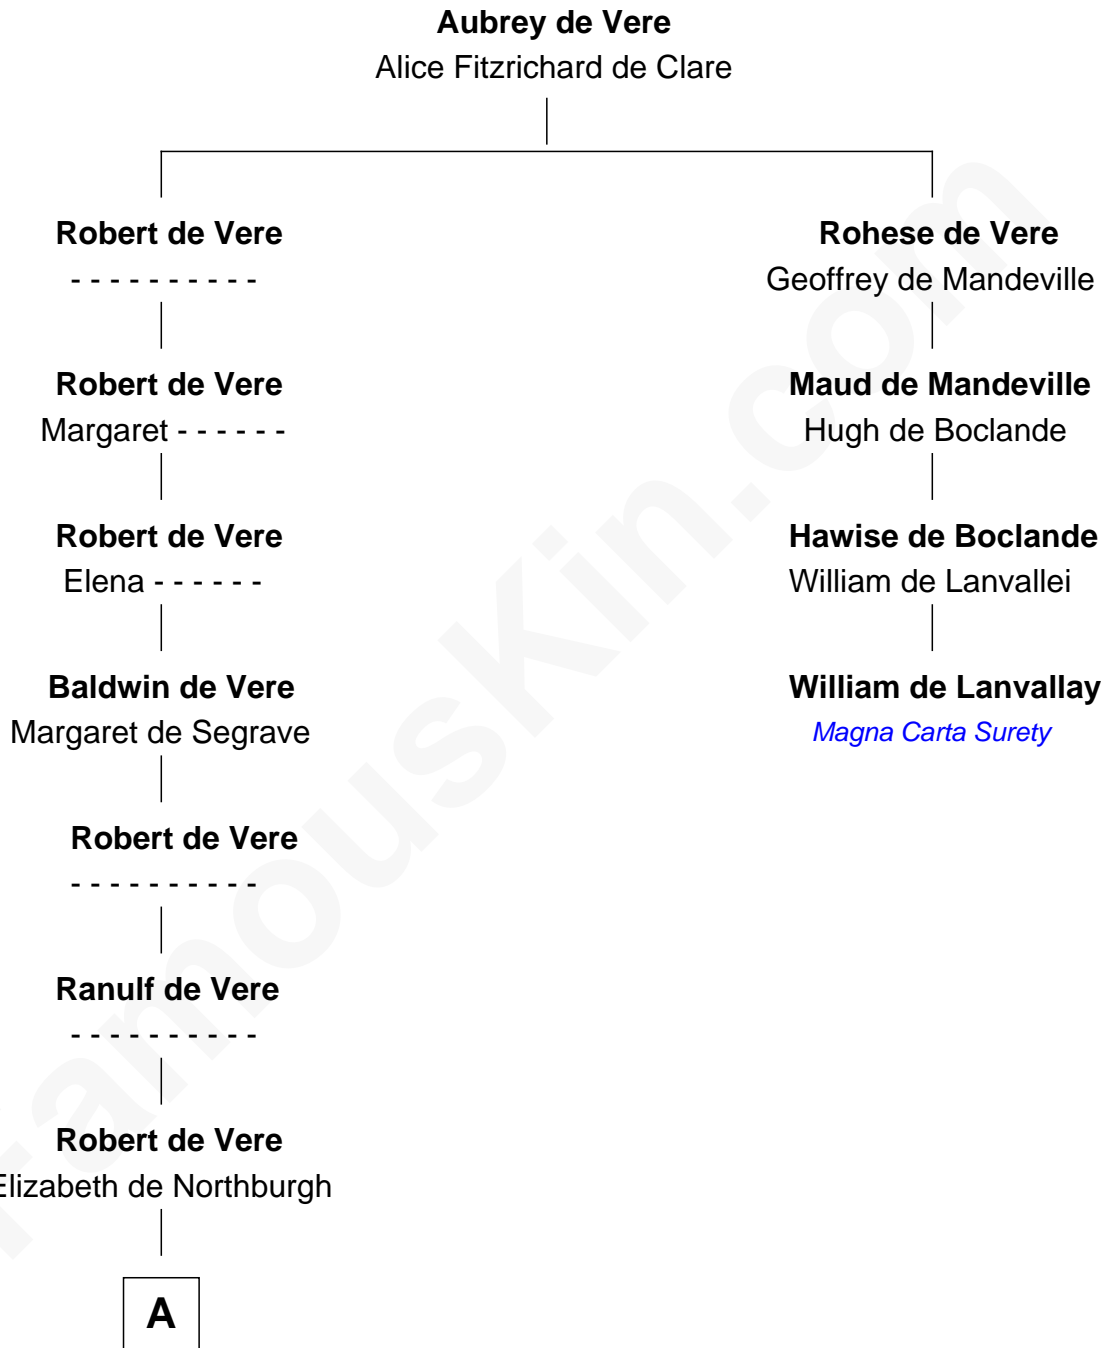 Aubrey de Vere
Alice Fitzrichard de Clare
Robert de Vere
- - - - - - - - - -
Rohese de Vere
Geoffrey de Mandeville
Robert de Vere
Margaret - - - - - -
Maud de Mandeville
Hugh de Boclande
Robert de Vere
Elena - - - - - -
Hawise de Boclande
William de Lanvallei
Baldwin de Vere
Margaret de Segrave
William de Lanvallay
Magna Carta Surety
Robert de Vere
- - - - - - - - - -
Ranulf de Vere
- - - - - - - - - -
Robert de Vere
Elizabeth de Northburgh
A
FamousKin.com